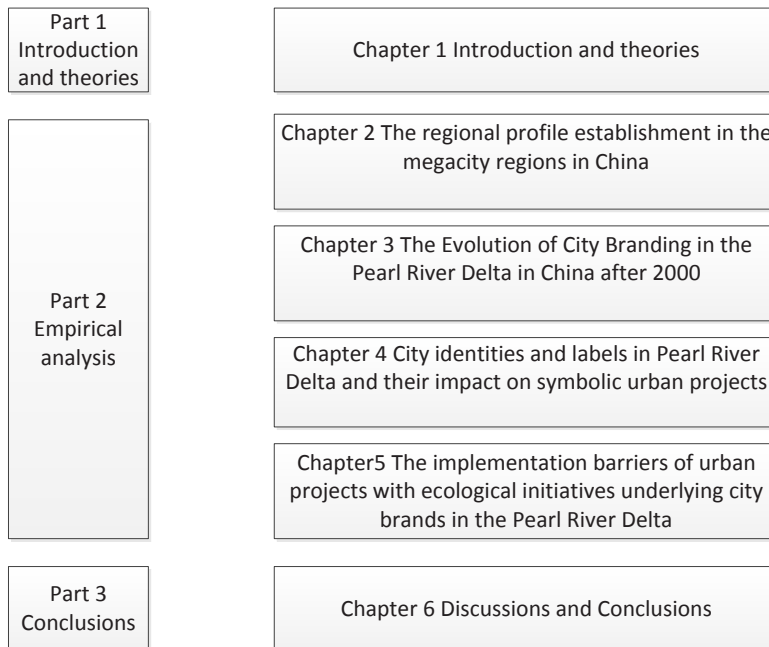 Part 1
Introduction
and theories
Chapter 1 Introduction and theories
Part 2
Empirical
analysis
Chapter 2 The regional profile establishment in the
megacity regions in China
Chapter 3 The Evolution of City Branding in the
Pearl River Delta in China after 2000
Chapter 4 City identities and labels in Pearl River
Delta and their impact on symbolic urban projects
Chapter5 The implementation barriers of urban
projects with ecological initiatives underlying city
brands in the Pearl River Delta
Part 3
Conclusions
Chapter 6 Discussions and Conclusions